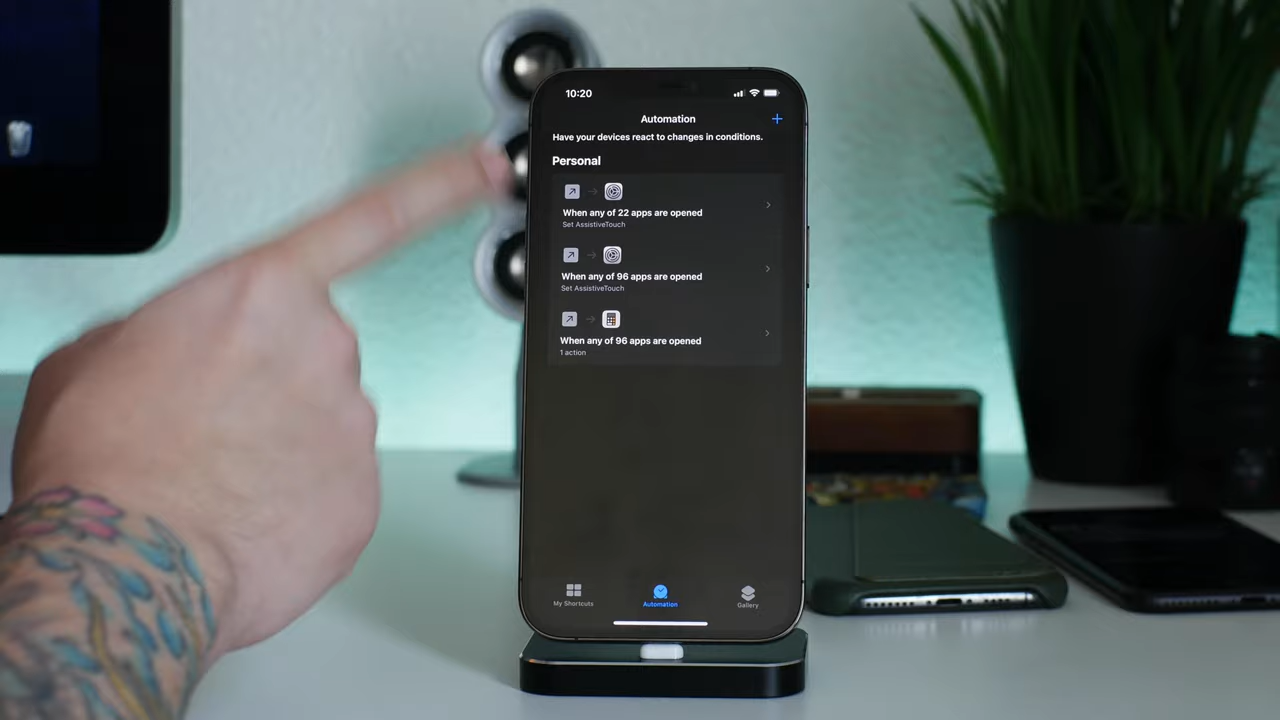 10:20
Automation
Have your devices react to changes in conditions.
Personal
When any of 22 apps are opened
Set AssistiveTouch
When any of 96 apps are opened
Set AssistiveTouch
When any of 96 apps are opened
1 action
My Shortcuts Automation Gallery